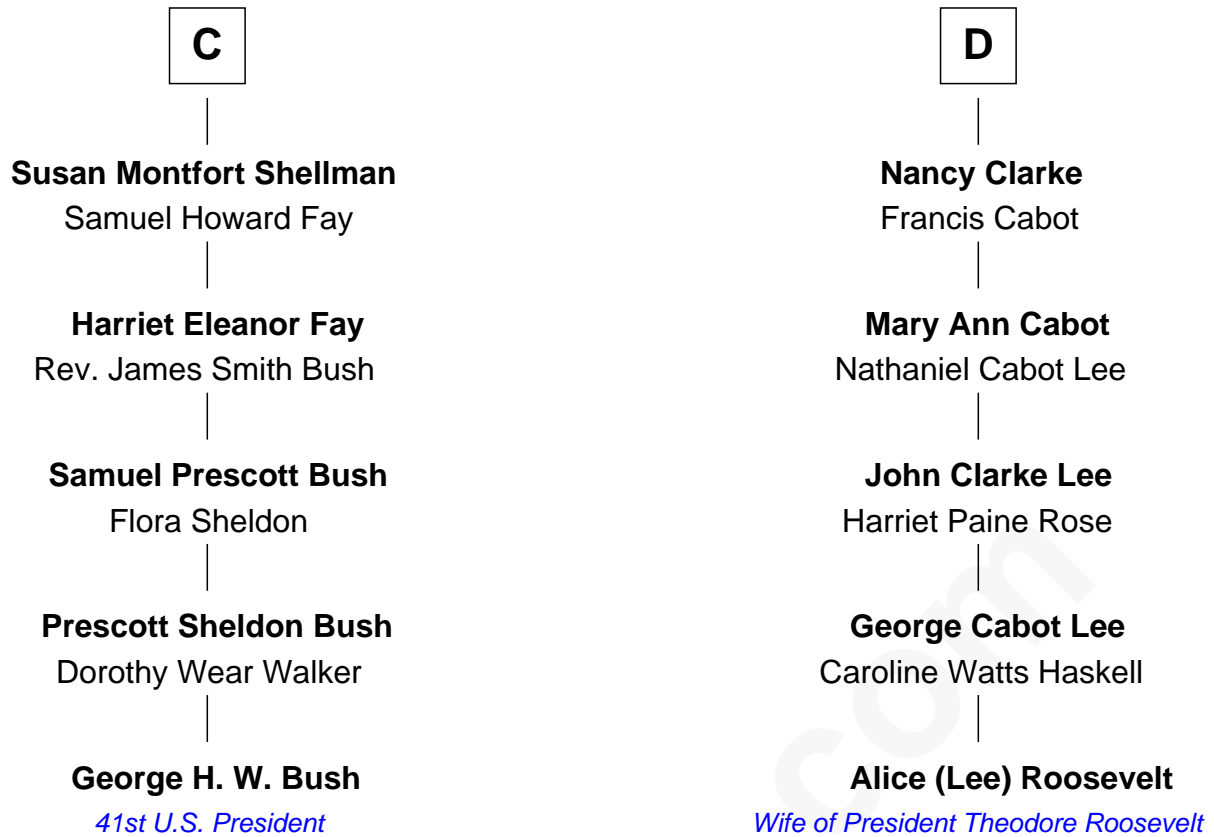 C
Susan Montfort Shellman
Samuel Howard Fay
Harriet Eleanor Fay
Rev. James Smith Bush
Samuel Prescott Bush
Flora Sheldon
Prescott Sheldon Bush
Dorothy Wear Walker
George H. W. Bush
41st U.S. President
D
Nancy Clarke
Francis Cabot
Mary Ann Cabot
Nathaniel Cabot Lee
John Clarke Lee
Harriet Paine Rose
George Cabot Lee
Caroline Watts Haskell
Alice (Lee) Roosevelt
Wife of President Theodore Roosevelt
com